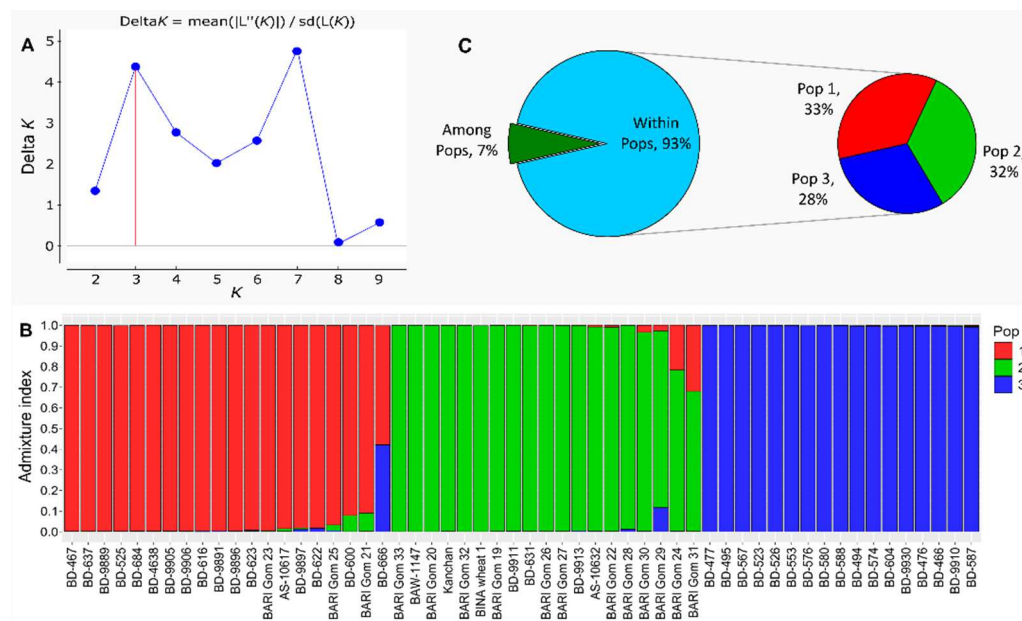 DeltaK = mean(|L''(K)|) / sd(L(K))
A
5
4
3
2
1
0
Delta K
2 3 4 5 6 7 8 9
K
C
Among
Pops, 7%
Within
Pops, 93%
Pop 1,
33%
Pop 2,
32%
Pop 3,
28%
B
1.0
0.9
0.8
0.7
0.6
0.5
0.4
0.3
0.2
0.1
0.0
Admixture index
Pop
1
2
3
BD-467
BD-637
BD-9889
BD-525
BD-684
BD-4638
BD-9905
BD-9906
BD-616
BD-9891
BD-9896
BD-623
BARI Gom 23
AS-10617
BD-9897
BD-622
BARI Gom 25
BD-600
BARI Gom 21
BD-666
BARI Gom 33
BAW-1147
BARI Gom 20
Kanchan
BARI Gom 32
BINA wheat 1
BARI Gom 19
BD-9911
BD-631
BARI Gom 26
BARI Gom 27
BD-9913
AS-10632
BARI Gom 22
BARI Gom 28
BARI Gom 30
BARI Gom 29
BARI Gom 24
BARI Gom 31
BD-477
BD-495
BD-567
BD-523
BD-526
BD-553
BD-576
BD-580
BD-588
BD-494
BD-574
BD-604
BD-9930
BD-476
BD-466
BD-9910
BD-587